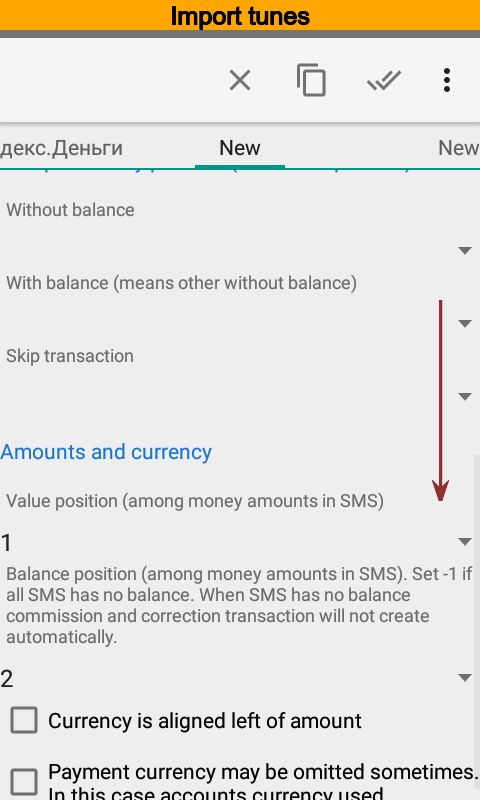 Import tunes
декс.Деньги
New
New
Without balance
With balance (means other without balance)
Skip transaction
Amounts and currency
Value position (among money amounts in SMS)
1
Balance position (among money amounts in SMS). Set -1 if
all SMS has no balance. When SMS has no balance
commission and correction transaction will not create
automatically.
2
Currency is aligned left of amount
Payment currency may be omitted sometimes.
In this case accounts currency used